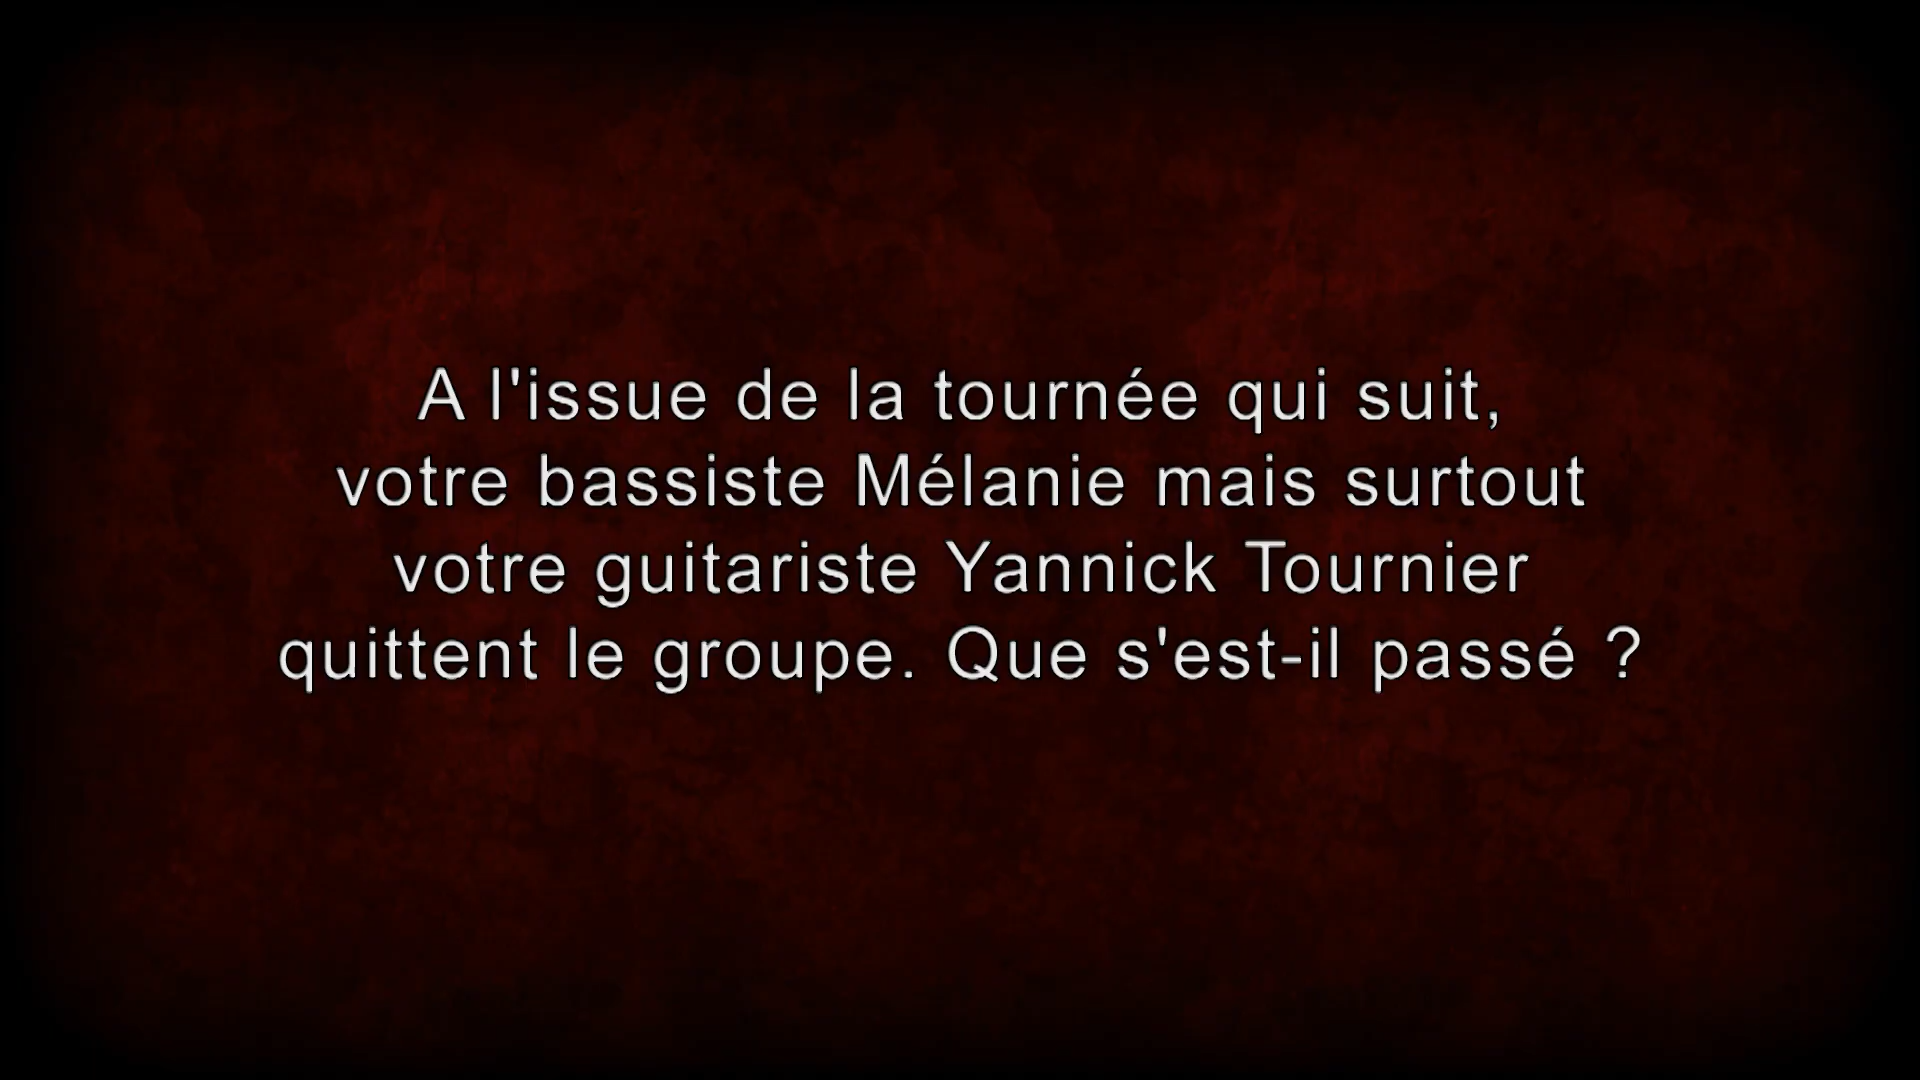 A l'issue de la tournée qui suit,
votre bassiste Mélanie mais surtout
votre guitariste Yannick Tournier
quittent le groupe. Que s'est-il passé ?